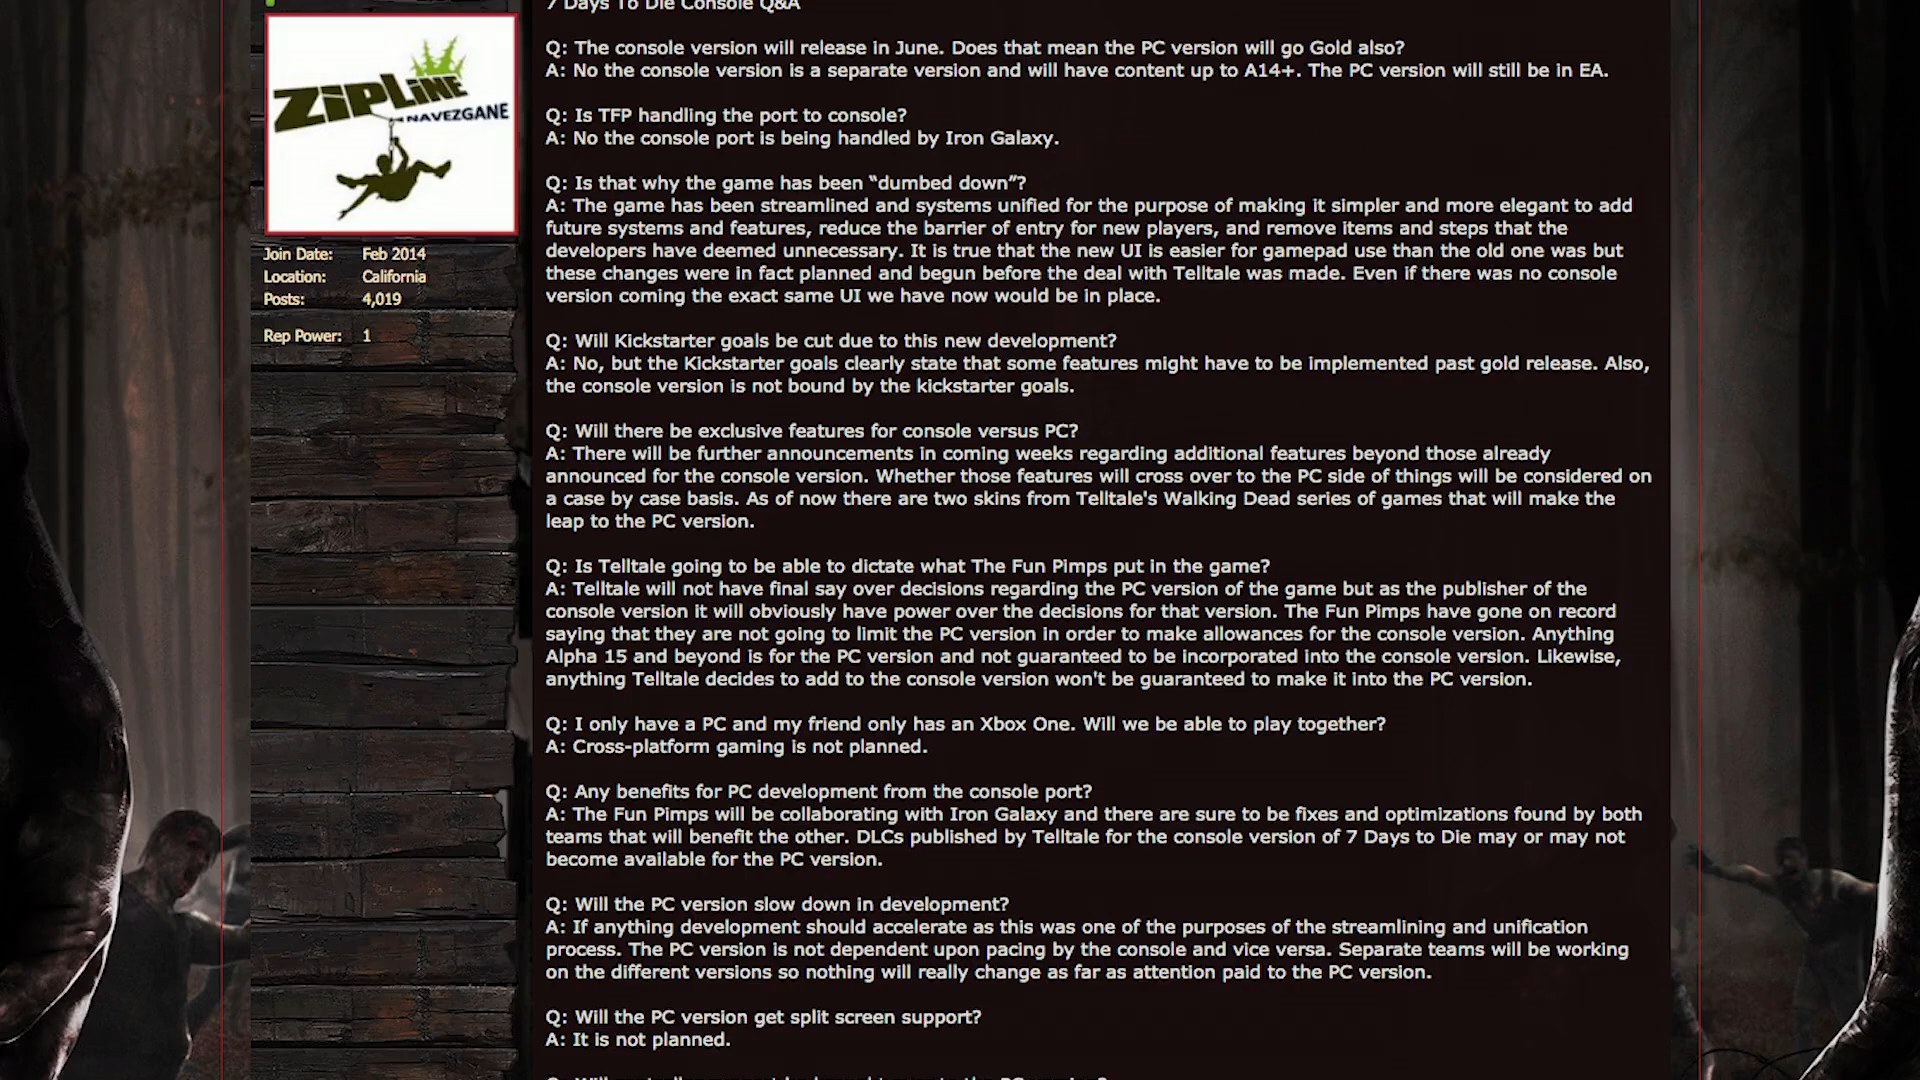 7 Days To Die Console Q&A
ZIPLINE
NAVEZGANE
Join Date: Feb 2014
Location: California
Posts: 4,019
Rep Power: 1
Q: The console version will release in June. Does that mean the PC version will go Gold also?
A: No the console version is a separate version and will have content up to A14+. The PC version will still be in EA.
Q: Is TFP handling the port to console?
A: No the console port is being handled by Iron Galaxy.
Q: Is that why the game has been “dumbed down”?
A: The game has been streamlined and systems unified for the purpose of making it simpler and more elegant to add
future systems and features, reduce the barrier of entry for new players, and remove items and steps that the
developers have deemed unnecessary. It is true that the new UI is easier for gamepad use than the old one was but
these changes were in fact planned and begun before the deal with Telltale was made. Even if there was no console
version coming the exact same UI we have now would be in place.
Q: Will Kickstarter goals be cut due to this new development?
A: No, but the Kickstarter goals clearly state that some features might have to be implemented past gold release. Also,
the console version is not bound by the kickstarter goals.
Q: Will there be exclusive features for console versus PC?
A: There will be further announcements in coming weeks regarding additional features beyond those already
announced for the console version. Whether those features will cross over to the PC side of things will be considered on
a case by case basis. As of now there are two skins from Telltale's Walking Dead series of games that will make the
leap to the PC version.
Q: Is Telltale going to be able to dictate what The Fun Pimps put in the game?
A: Telltale will not have final say over decisions regarding the PC version of the game but as the publisher of the
console version it will obviously have power over the decisions for that version. The Fun Pimps have gone on record
saying that they are not going to limit the PC version in order to make allowances for the console version. Anything
Alpha 15 and beyond is for the PC version and not guaranteed to be incorporated into the console version. Likewise,
anything Telltale decides to add to the console version won't be guaranteed to make it into the PC version.
Q: I only have a PC and my friend only has an Xbox One. Will we be able to play together?
A: Cross-platform gaming is not planned.
Q: Any benefits for PC development from the console port?
A: The Fun Pimps will be collaborating with Iron Galaxy and there are sure to be fixes and optimizations found by both
teams that will benefit the other. DLCs published by Telltale for the console version of 7 Days to Die may or may not
become available for the PC version.
Q: Will the PC version slow down in development?
A: If anything development should accelerate as this was one of the purposes of the streamlining and unification
process. The PC version is not dependent upon pacing by the console and vice versa. Separate teams will be working
on the different versions so nothing will really change as far as attention paid to the PC version.
Q: Will the PC version get split screen support?
A: It is not planned.